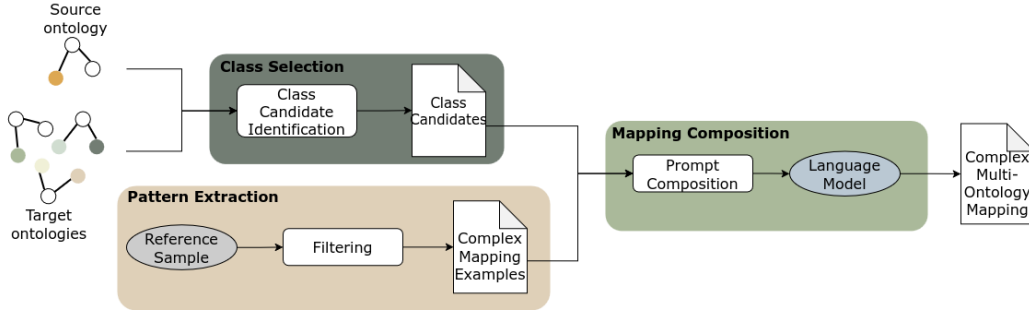 Source
ontology
Target
ontologies
Class Selection
Class
Candidate
Identification
Class
Candidates
Pattern Extraction
Reference
Sample
Filtering
Complex
Mapping
Examples
Mapping Composition
Prompt
Composition
Language
Model
Complex
Multi-
Ontology
Mapping